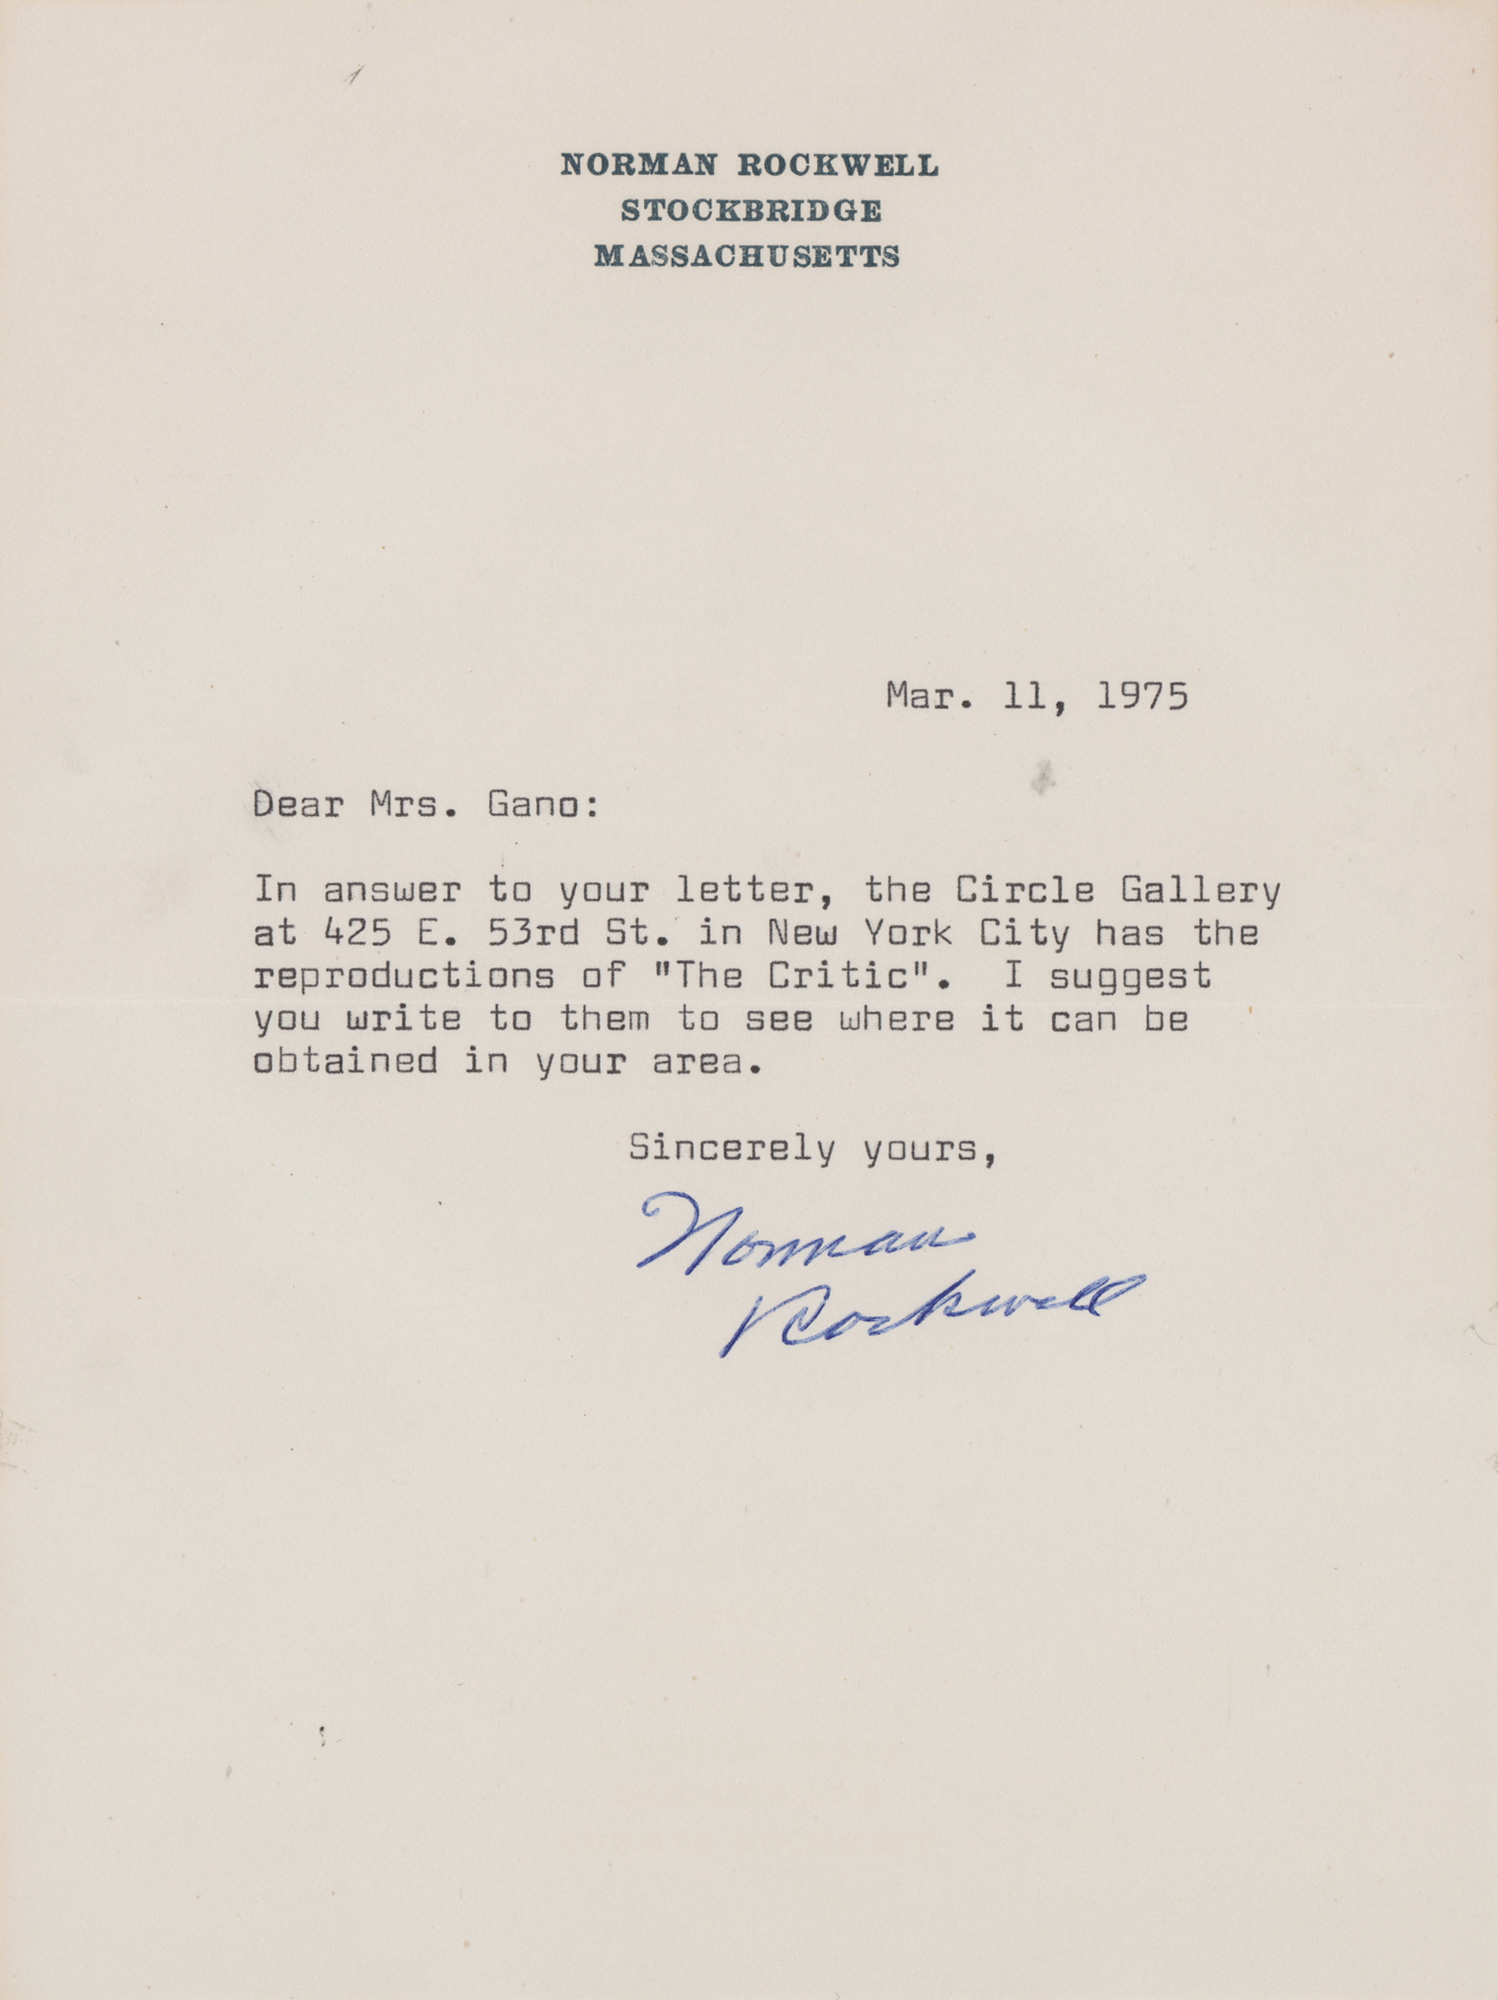 NORMAN ROCKWELL
STOCKBRIDGE
MASSACHUSETTS
Mar. 11, 1975
Dear Mrs. Gano:
In answer to your letter, the Circle Gallery
at 425 E. 53rd St. in New York City has the
reproductions of "The Critic".  I suggest
you write to them to see where it can be
obtained in your area.
Sincerely yours,
Norman
Rockwell